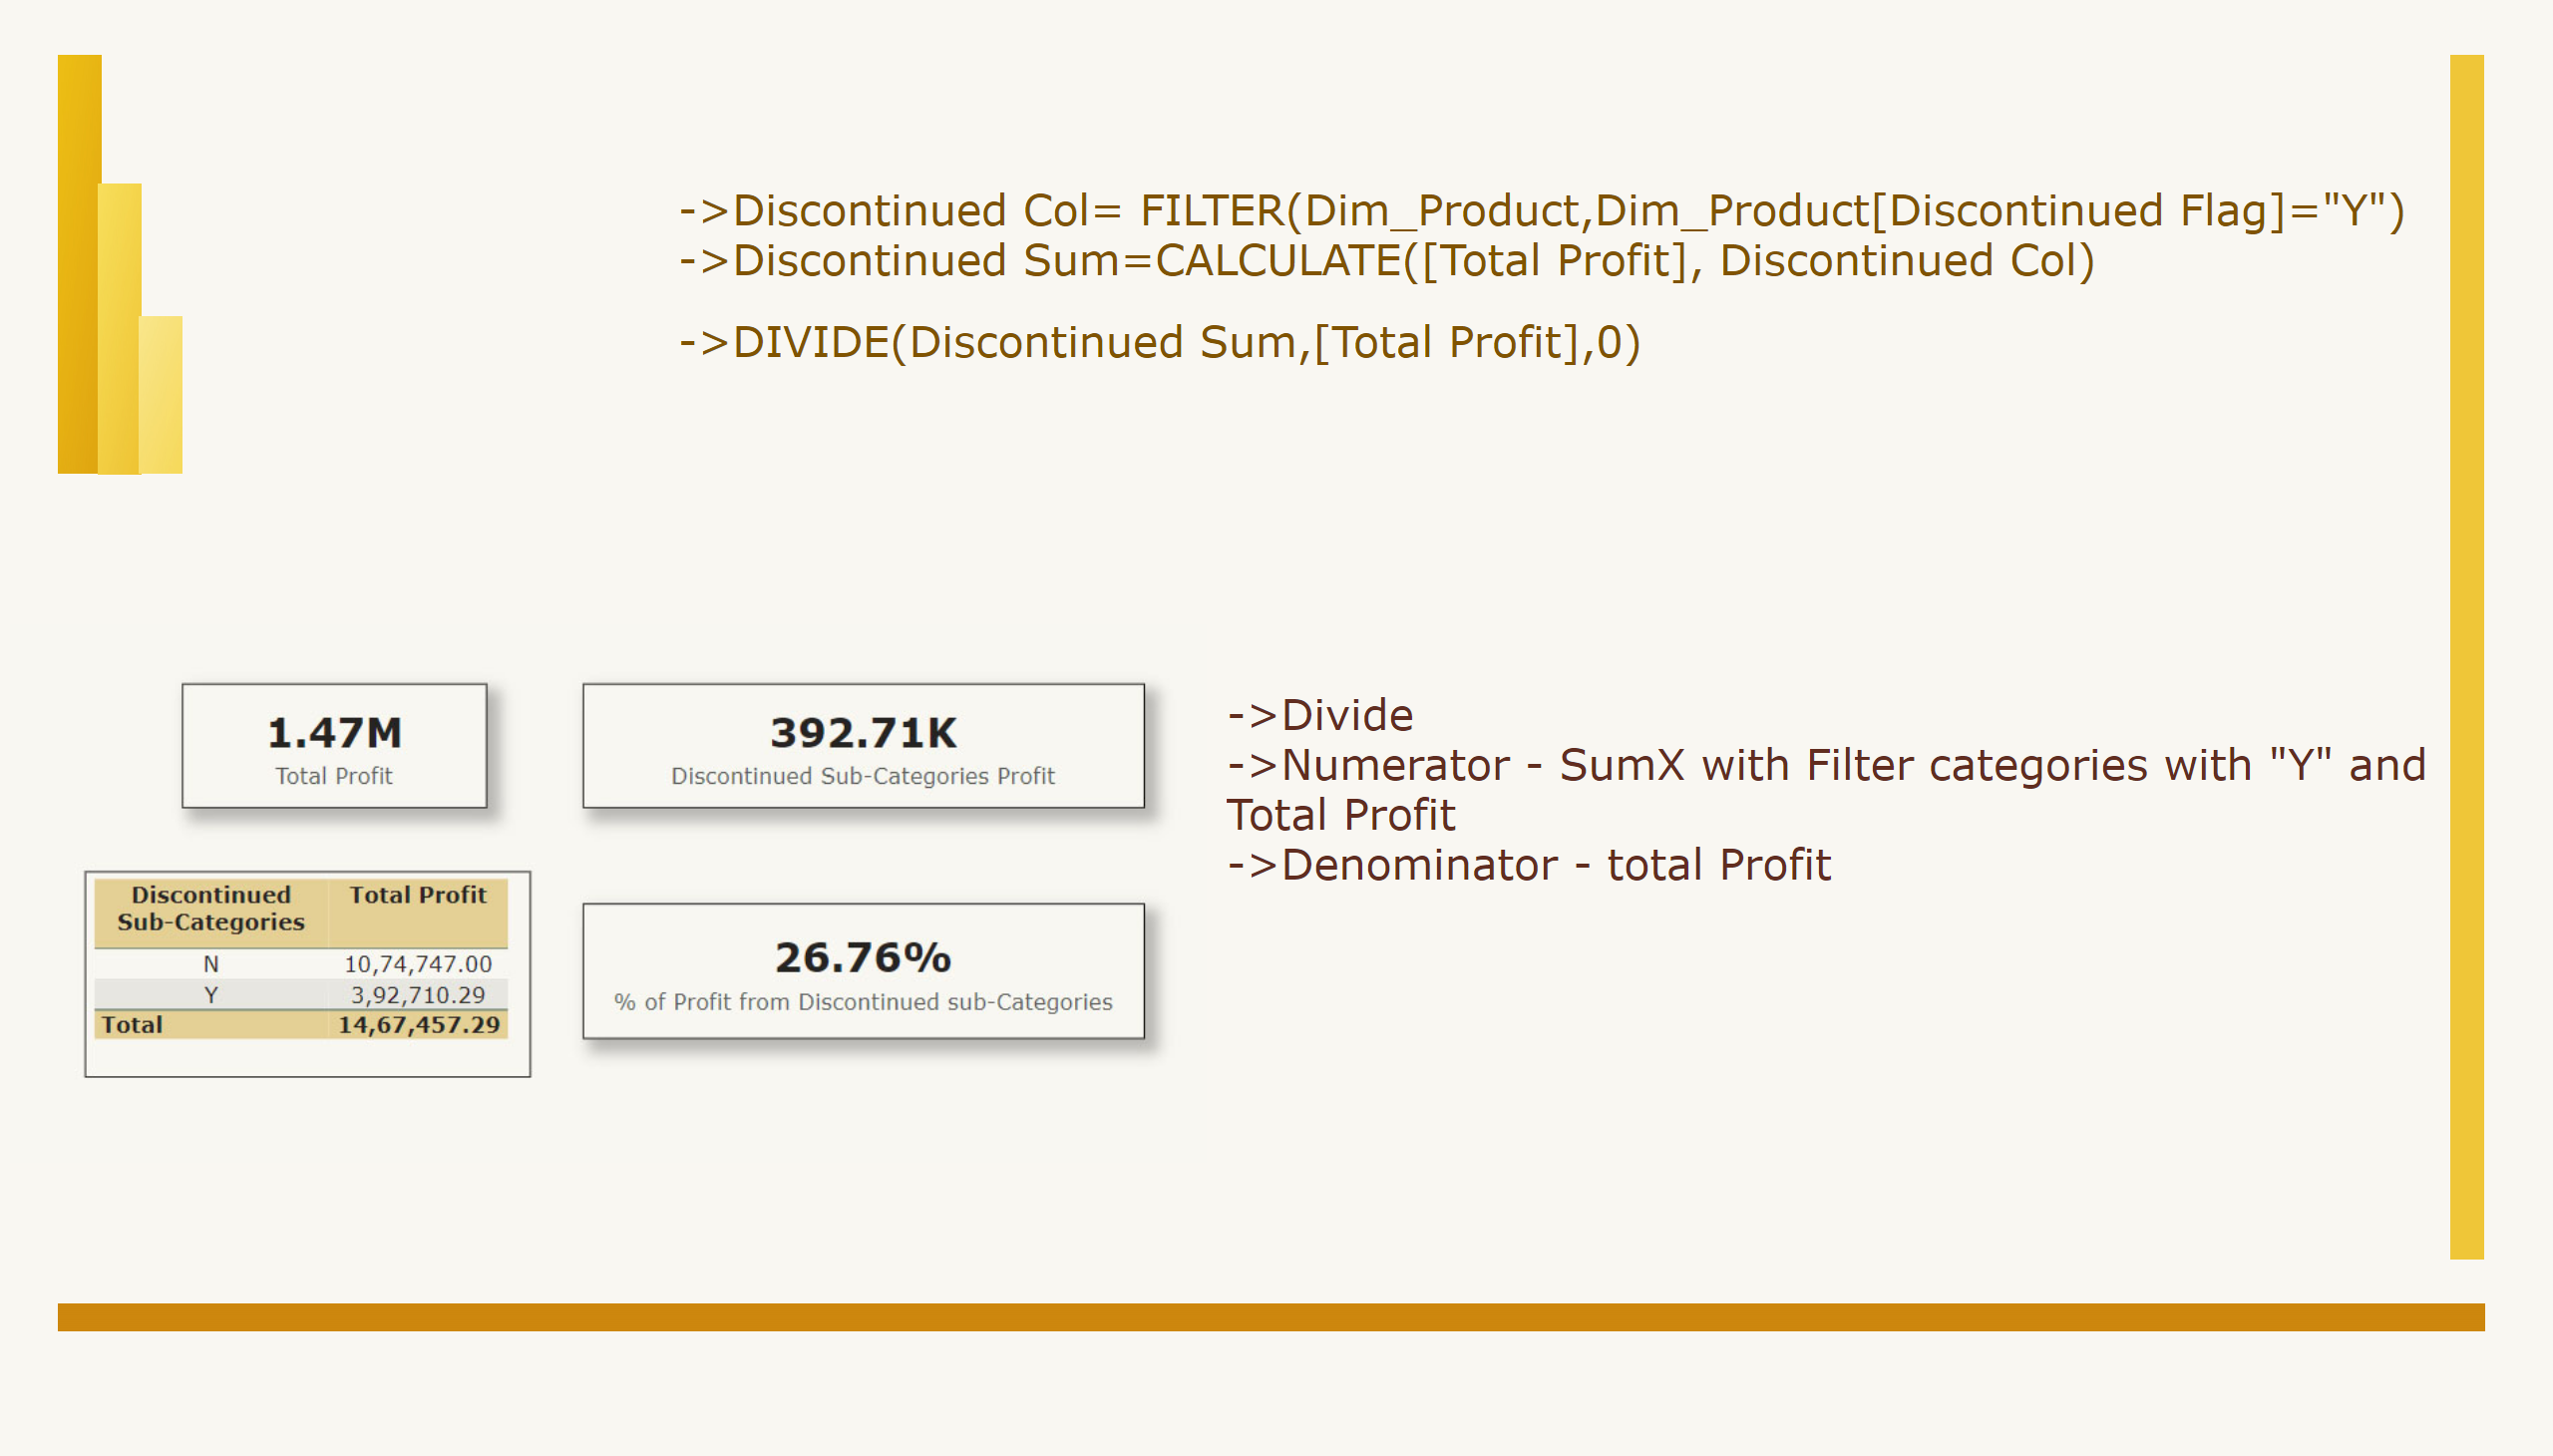 ->Discontinued Col= FILTER(Dim_Product,Dim_Product[Discontinued Flag]="Y")
->Discontinued Sum=CALCULATE([Total Profit], Discontinued Col)
->DIVIDE(Discontinued Sum,[Total Profit],0)
1.47M
Total Profit
392.71K
Discontinued Sub-Categories Profit
Discontinued Total Profit
Sub-Categories
N 10,74,747.00
Y 3,92,710.29
Total 14,67,457.29
26.76%
% of Profit from Discontinued sub-Categories
->Divide
->Numerator - SumX with Filter categories with "Y" and
Total Profit
->Denominator - total Profit